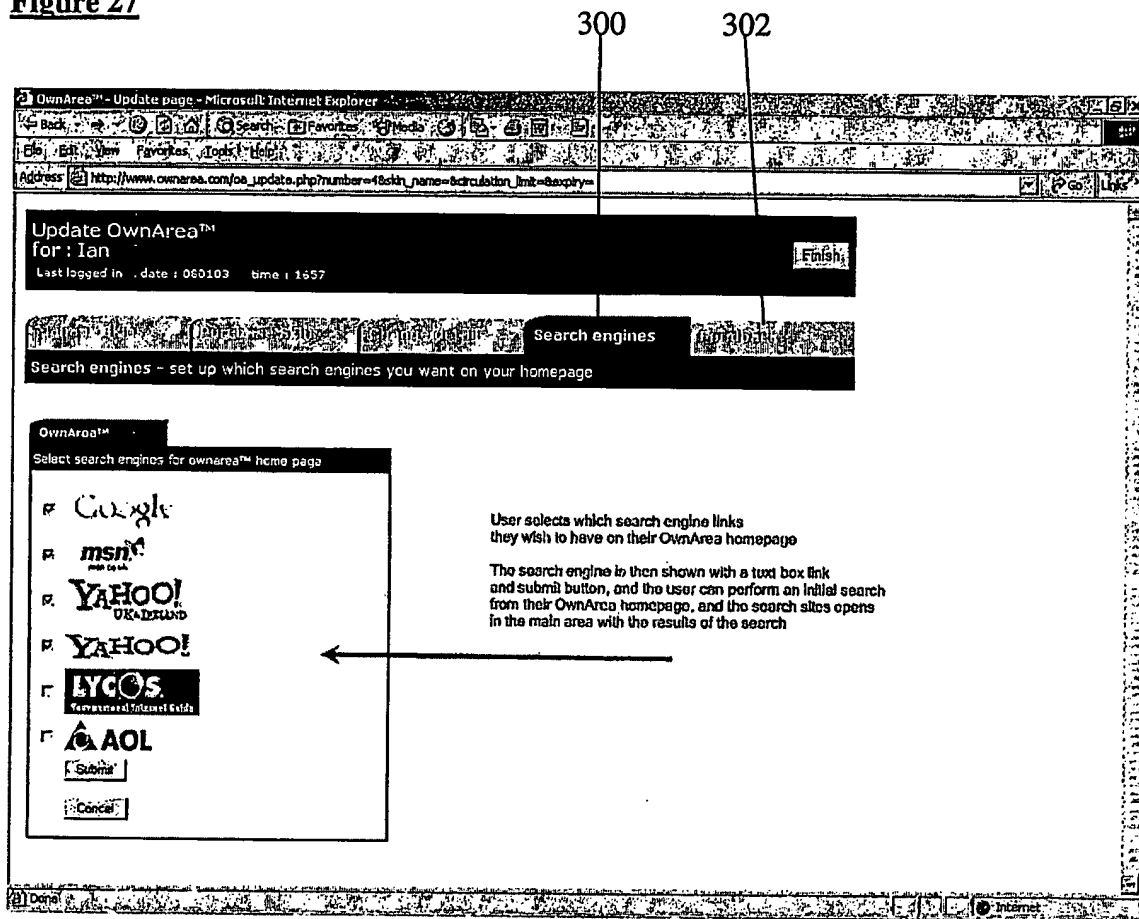 Figure 27
300 302
OwnArea™ - Update page - Microsoft Internet Explorer
Back Search Favorites Media
File Edit View Favorites Tools Help
Address http://www.ownarea.com/oa_update.php?number=4&skin_name=&circulation_limit=&expiry= Go Links
Update OwnArea™
for : Ian
Finish
Last logged in . date : 080103 time : 1657
Search engines
Search engines - set up which search engines you want on your homepage
OwnArea™
Select search engines for ownarea™ home page
Google
msn
YAHOO!
UK & IRELAND
YAHOO!
LYCOS
AOL
Submit
Cancel
User selects which search engine links
they wish to have on their OwnArea homepage
The search engine is then shown with a text box link
and submit button, and the user can perform an initial search
from their OwnArea homepage, and the search sites opens
in the main area with the results of the search
Done Internet